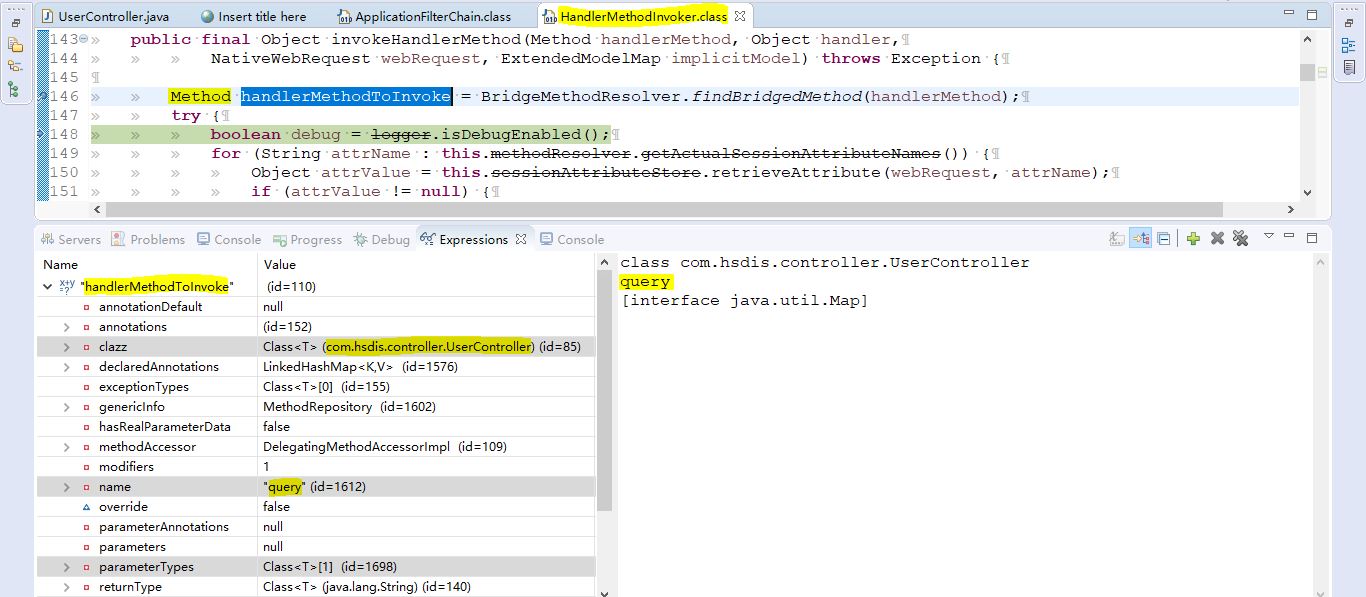 UserController.java Insert title here ApplicationFilterChain.class HandlerMethodInvoker.class
143 public final Object invokeHandlerMethod(Method handlerMethod, Object handler,
144 NativeWebRequest webRequest, ExtendedModelMap implicitModel) throws Exception {
145
146 Method handlerMethodToInvoke = BridgeMethodResolver.findBridgedMethod(handlerMethod);
147 try {
148 boolean debug = logger.isDebugEnabled();
149 for (String attrName : this.methodResolver.getActualSessionAttributeNames()) {
150 Object attrValue = this.sessionAttributeStore.retrieveAttribute(webRequest, attrName);
151 if (attrValue != null) {
Servers Problems Console Progress Debug Expressions Console
Name Value
"handlerMethodToInvoke" (id=110)
annotationDefault null
annotations (id=152)
clazz Class<T> (com.hsdis.controller.UserController) (id=85)
declaredAnnotations LinkedHashMap<K,V> (id=1576)
exceptionTypes Class<T>[0] (id=155)
genericInfo MethodRepository (id=1602)
hasRealParameterData false
methodAccessor DelegatingMethodAccessorImpl (id=109)
modifiers 1
name "query" (id=1612)
override false
parameterAnnotations null
parameters null
parameterTypes Class<T>[1] (id=1698)
returnType Class<T> (java.lang.String) (id=140)
class com.hsdis.controller.UserController
query
[interface java.util.Map]